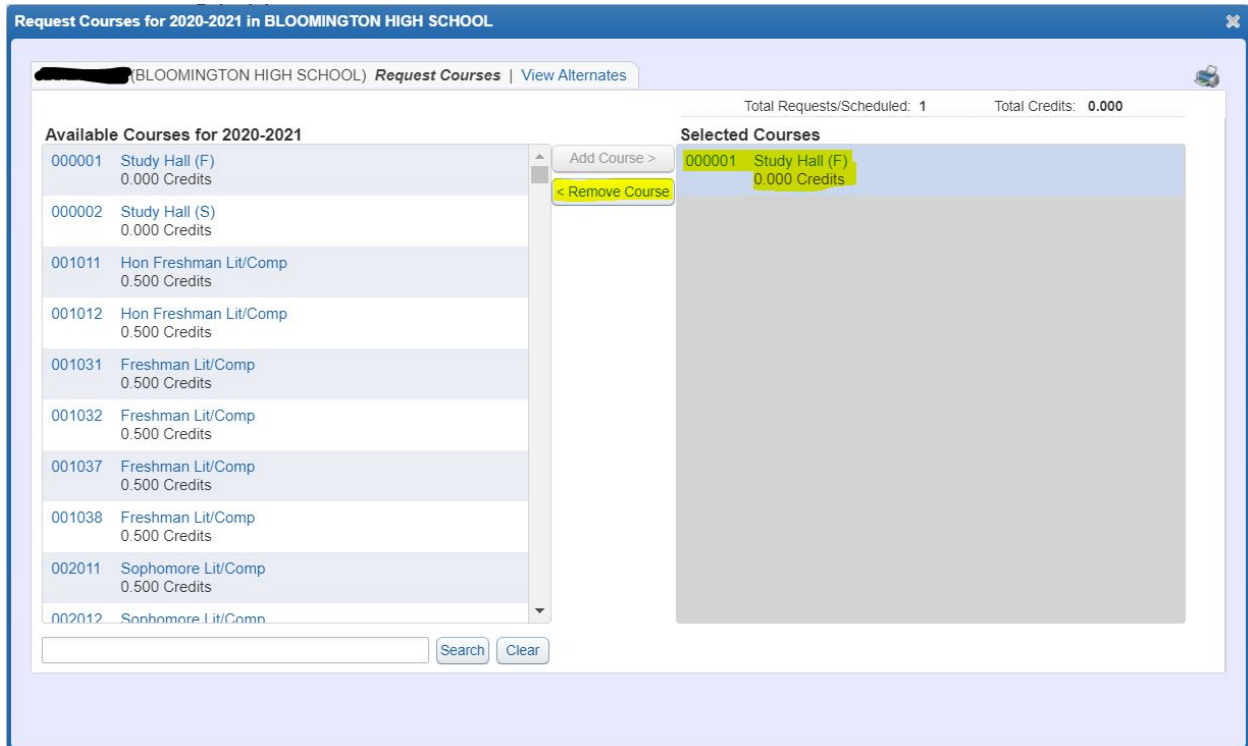 Request Courses for 2020-2021 in BLOOMINGTON HIGH SCHOOL
(BLOOMINGTON HIGH SCHOOL) Request Courses | View Alternates
Total Requests/Scheduled: 1 Total Credits: 0.000
Available Courses for 2020-2021
Selected Courses
000001 Study Hall (F)
0.000 Credits
000002 Study Hall (S)
0.000 Credits
001011 Hon Freshman Lit/Comp
0.500 Credits
001012 Hon Freshman Lit/Comp
0.500 Credits
001031 Freshman Lit/Comp
0.500 Credits
001032 Freshman Lit/Comp
0.500 Credits
001037 Freshman Lit/Comp
0.500 Credits
001038 Freshman Lit/Comp
0.500 Credits
002011 Sophomore Lit/Comp
0.500 Credits
002012 Sophomore Lit/Comp
Add Course >
< Remove Course
000001 Study Hall (F)
0.000 Credits
Search Clear